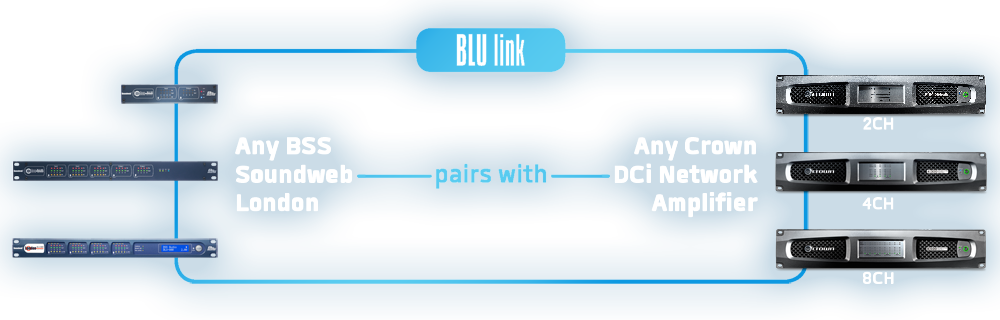 BLU link
Any BSS
Soundweb
London
pairs with
Any Crown
DCi Network
Amplifier
2CH
4CH
8CH